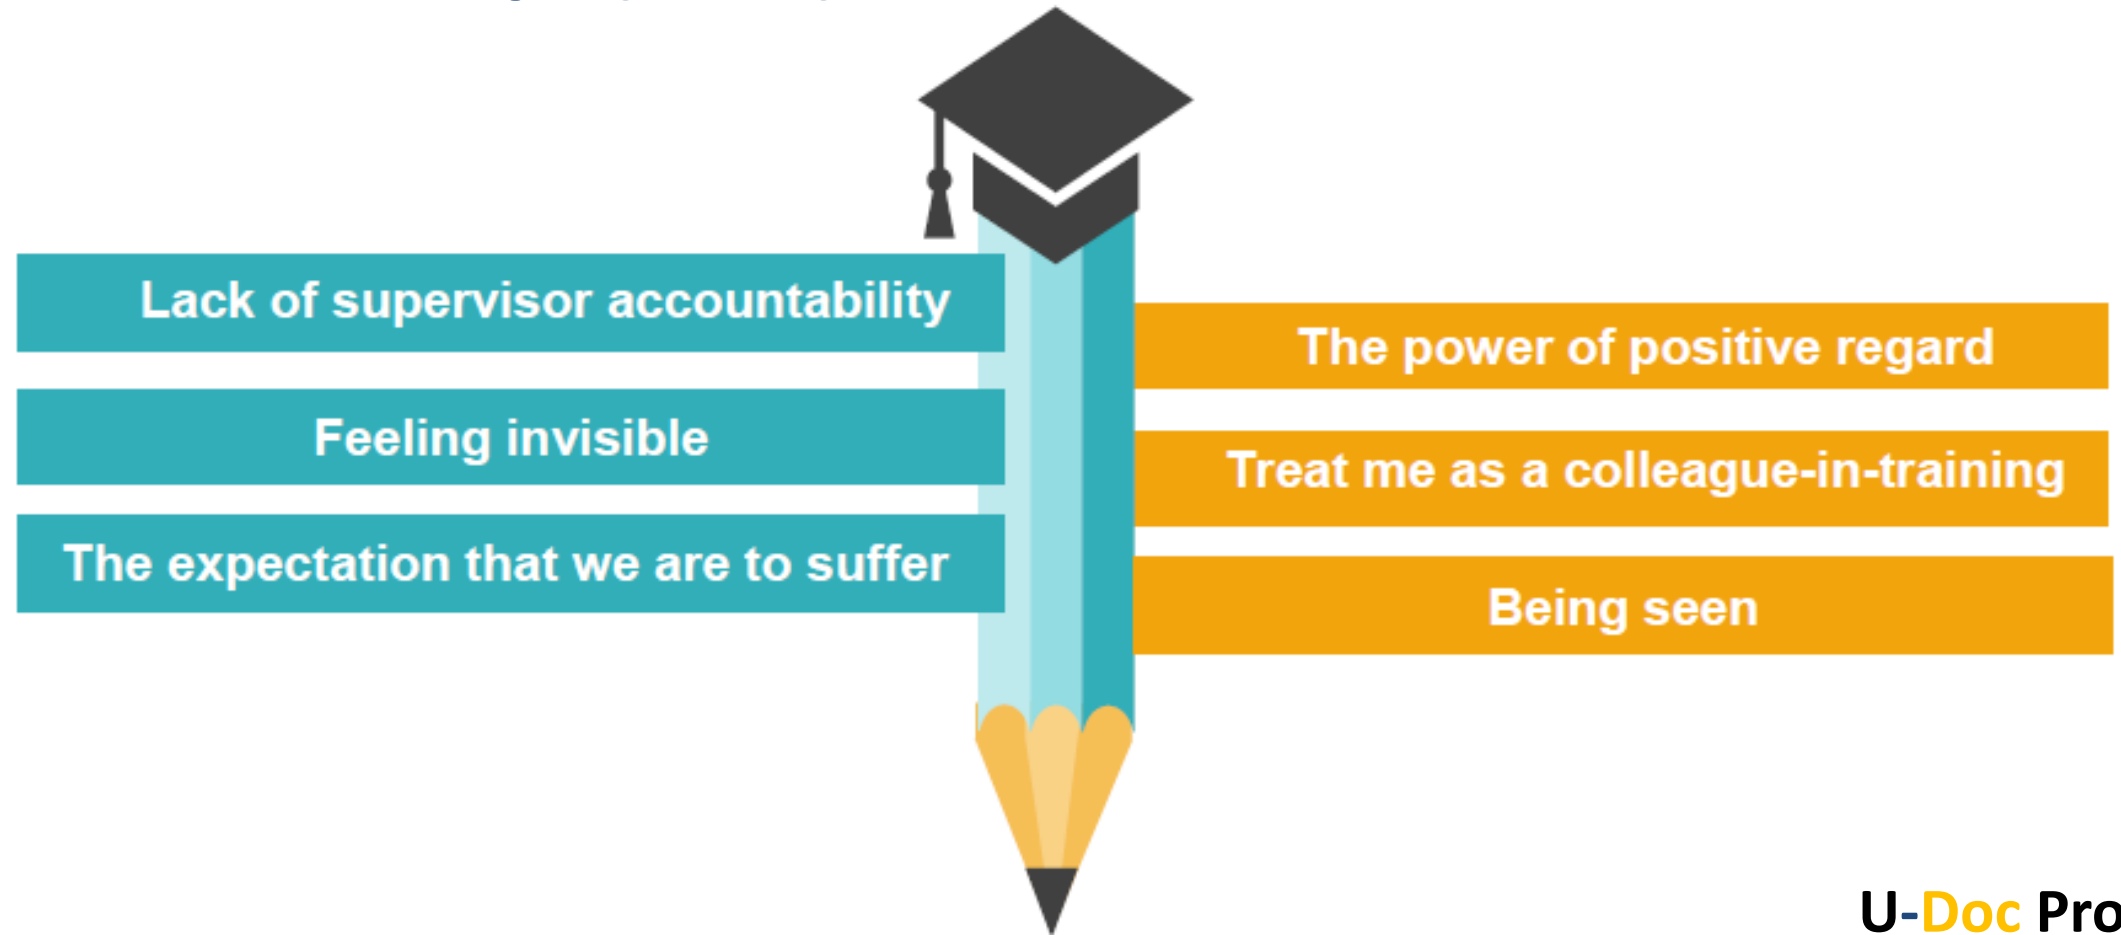 Lack of supervisor accountability
Feeling invisible
The expectation that we are to suffer
The power of positive regard
Treat me as a colleague-in-training
Being seen
U-Doc Pro